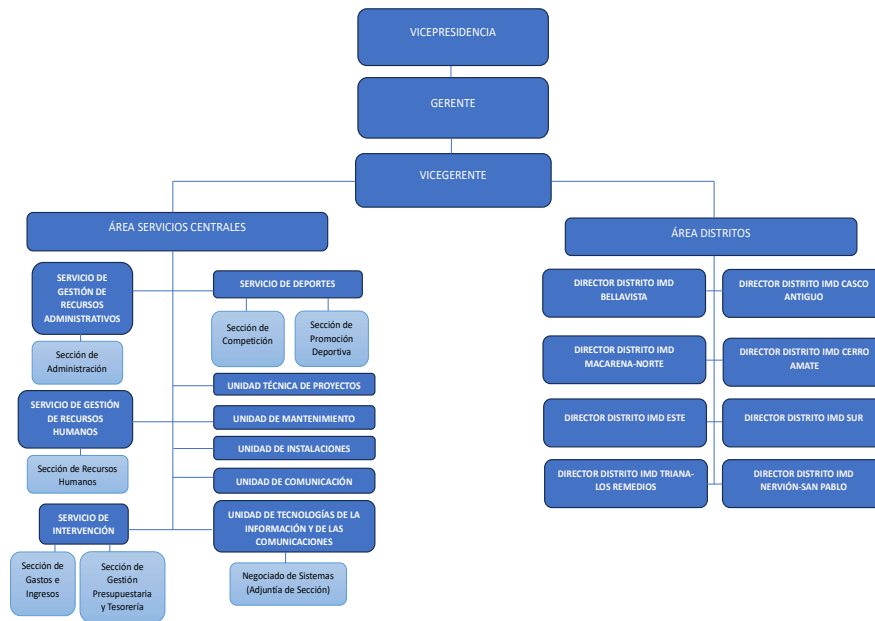 VICEPRESIDENCIA
GERENTE
VICEGERENTE
ÁREA SERVICIOS CENTRALES
SERVICIO DE
GESTIÓN DE
RECURSOS
ADMINISTRATIVOS
Sección de
Administración
SERVICIO DE GESTIÓN
DE RECURSOS
HUMANOS
Sección de Recursos
Humanos
SERVICIO DE
INTERVENCIÓN
Sección de
Gastos e
Ingresos
Sección de
Gestión
Presupuestaria
y Tesorería
SERVICIO DE DEPORTES
Sección de
Competición
Sección de
Promoción
Deportiva
UNIDAD TÉCNICA DE PROYECTOS
UNIDAD DE MANTENIMIENTO
UNIDAD DE INSTALACIONES
UNIDAD DE COMUNICACIÓN
UNIDAD DE TECNOLOGÍAS DE LA
INFORMACIÓN Y DE LAS
COMUNICACIONES
Negociado de Sistemas
(Adjuntía de Sección)
ÁREA DISTRITOS
DIRECTOR DISTRITO IMD
BELLAVISTA
DIRECTOR DISTRITO IMD CASCO
ANTIGUO
DIRECTOR DISTRITO IMD
MACARENA-NORTE
DIRECTOR DISTRITO IMD CERRO
AMATE
DIRECTOR DISTRITO IMD ESTE
DIRECTOR DISTRITO IMD SUR
DIRECTOR DISTRITO IMD TRIANA-
LOS REMEDIOS
DIRECTOR DISTRITO IMD
NERVIÓN-SAN PABLO